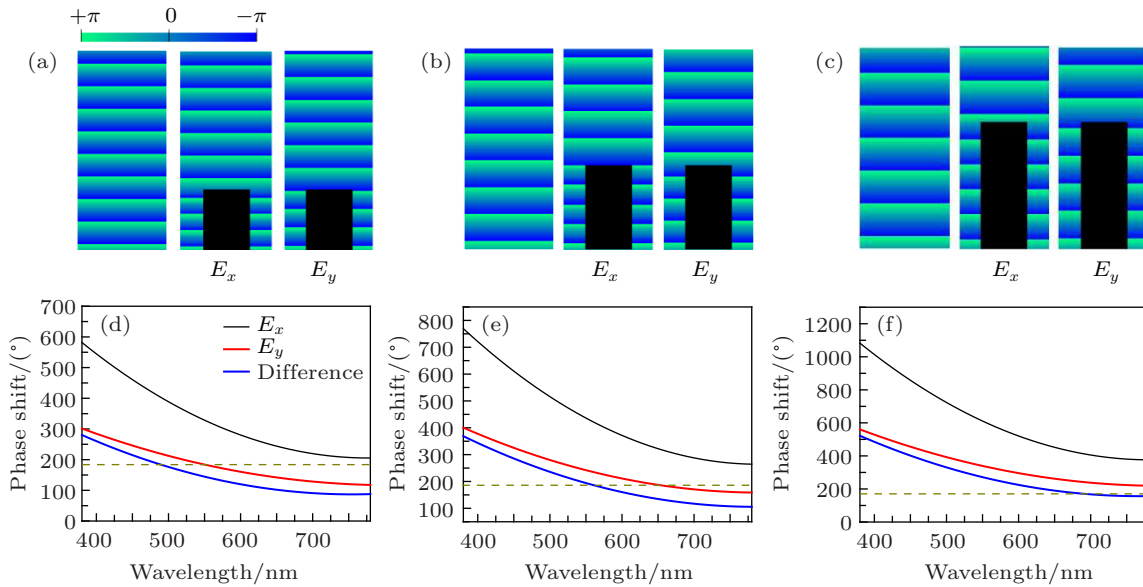 +π 0 −π
(a) (b) (c)
E_x E_y E_x E_y E_x E_y
(d)
E_x
E_y
Difference
Phase shift/(°)
700
600
500
400
300
200
100
0
400 500 600 700
Wavelength/nm
(e)
Phase shift/(°)
800
700
600
500
400
300
200
100
400 500 600 700
Wavelength/nm
(f)
Phase shift/(°)
1200
1000
800
600
400
200
0
400 500 600 700
Wavelength/nm